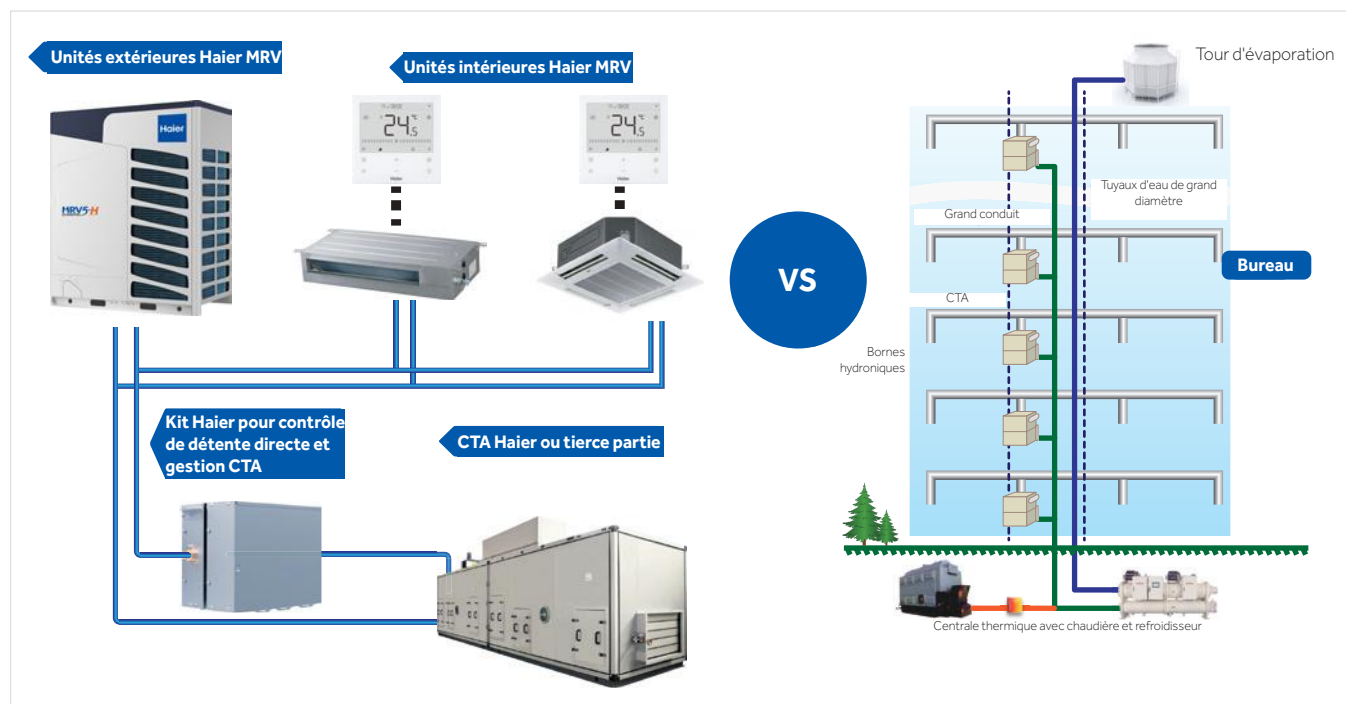 Unités extérieures Haier MRV
Unités intérieures Haier MRV
Haier
MRV5-H
24.5 °C
Haier
24.5 °C
Haier
Kit Haier pour contrôle
de détente directe et
gestion CTA
CTA Haier ou tierce partie
VS
Tour d'évaporation
Tuyaux d'eau de grand
diamètre
Grand conduit
Bureau
CTA
Bornes
hydroniques
Centrale thermique avec chaudière et refroidisseur